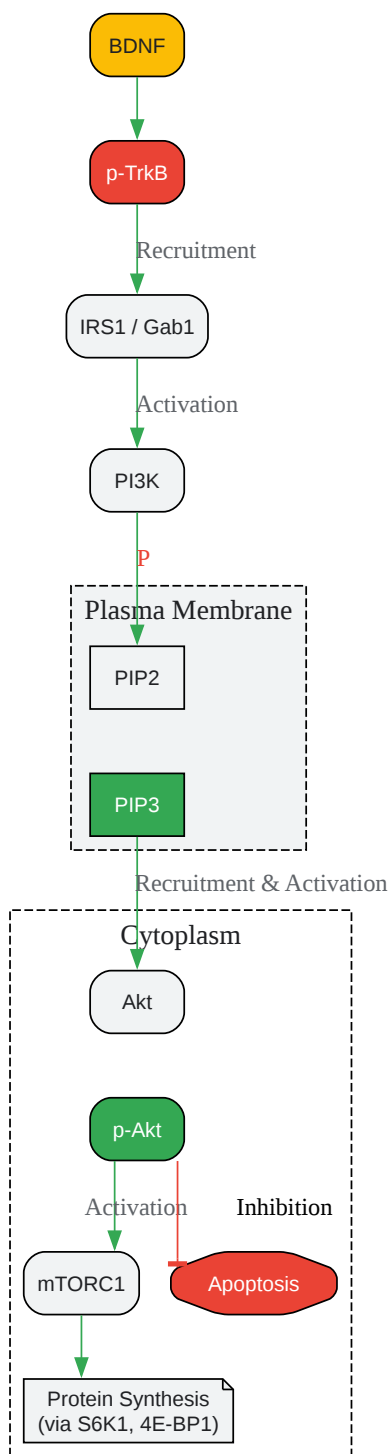 BDNF
p-TrkB
Recruitment
IRS1 / Gab1
Activation
PI3K
P
Plasma Membrane
PIP2
PIP3
Recruitment & Activation
Cytoplasm
Akt
p-Akt
Activation
Inhibition
mTORC1
Apoptosis
Protein Synthesis
(via S6K1, 4E-BP1)